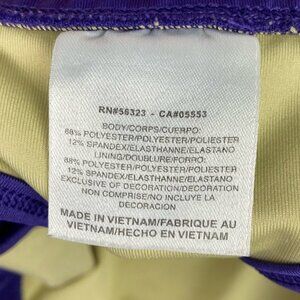 RN#56323 - CA#05553
BODY/CORPS/CUERPO:
88% POLYESTER/POLYESTER/POLIESTER
12% SPANDEX/ELASTHANNE/ELASTANO
LINING/DOUBLURE/FORRO:
88% POLYESTER/POLYESTER/POLIESTER
12% SPANDEX/ELASTHANNE/ELASTANO
EXCLUSIVE OF DECORATION/DECORATION
NON COMPRISE/NO INCLUYE LA
DECORACION
MADE IN VIETNAM/FABRIQUE AU
VIETNAM/HECHO EN VIETNAM